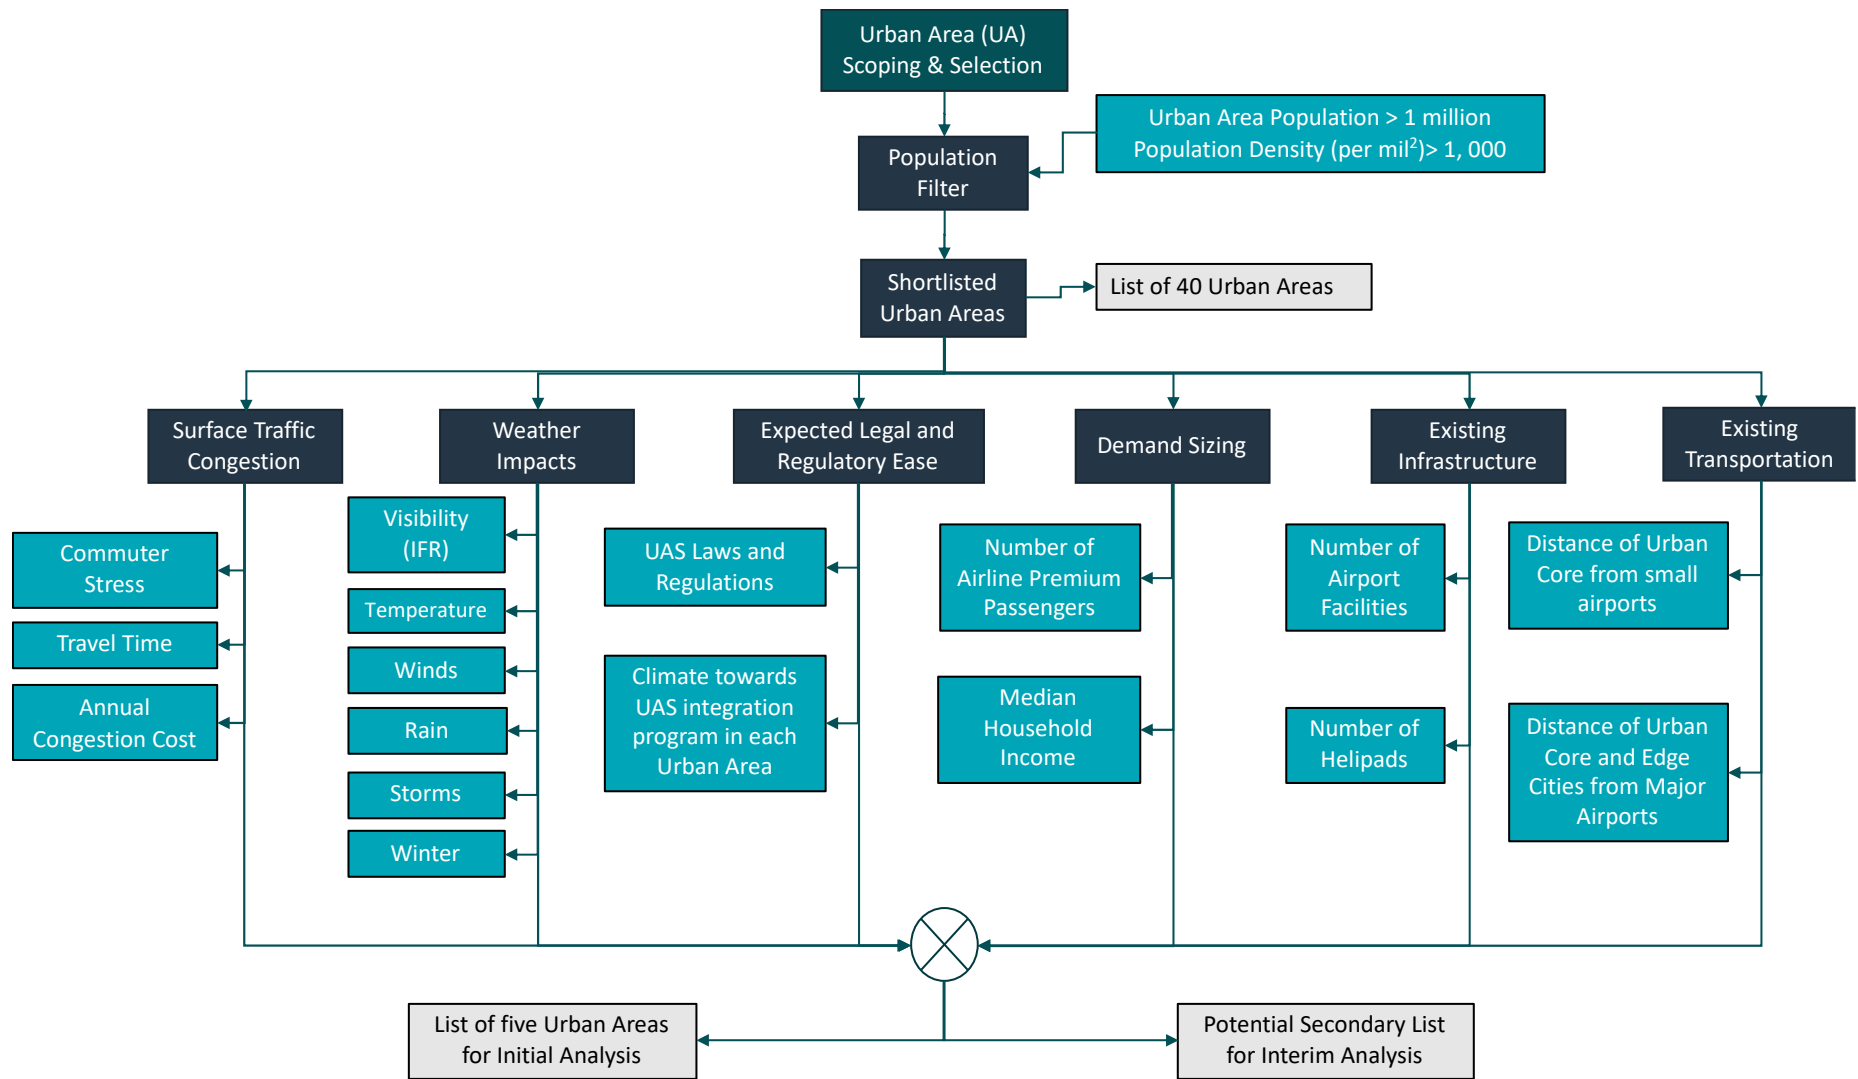 Urban Area (UA)
Scoping & Selection
Urban Area Population > 1 million
Population Density (per mil²)> 1, 000
Population
Filter
Shortlisted
Urban Areas
List of 40 Urban Areas
Surface Traffic
Congestion
Weather
Impacts
Expected Legal and
Regulatory Ease
Demand Sizing
Existing
Infrastructure
Existing
Transportation
Commuter
Stress
Travel Time
Annual
Congestion Cost
Visibility
(IFR)
Temperature
Winds
Rain
Storms
Winter
UAS Laws and
Regulations
Climate towards
UAS integration
program in each
Urban Area
Number of
Airline Premium
Passengers
Median
Household
Income
Number of
Airport
Facilities
Number of
Helipads
Distance of Urban
Core from small
airports
Distance of Urban
Core and Edge
Cities from Major
Airports
List of five Urban Areas
for Initial Analysis
Potential Secondary List
for Interim Analysis